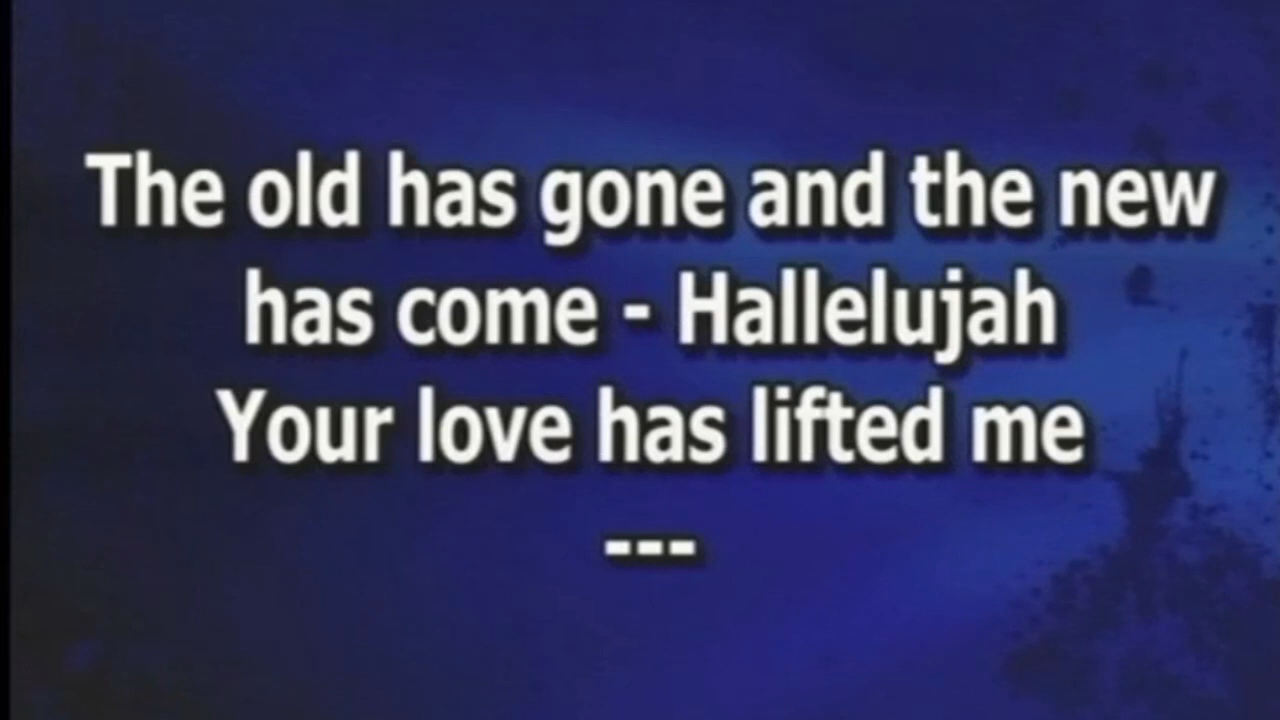 The old has gone and the new
has come - Hallelujah
Your love has lifted me
---